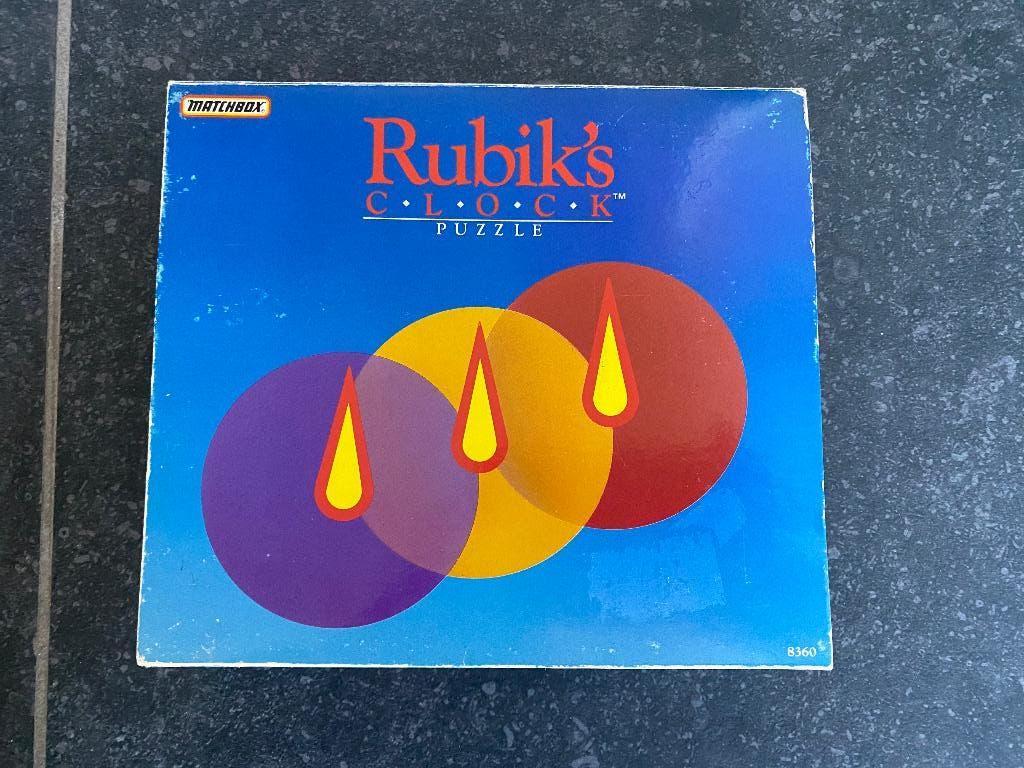 MATCHBOX
Rubik's
C·L·O·C·K™
PUZZLE
8360